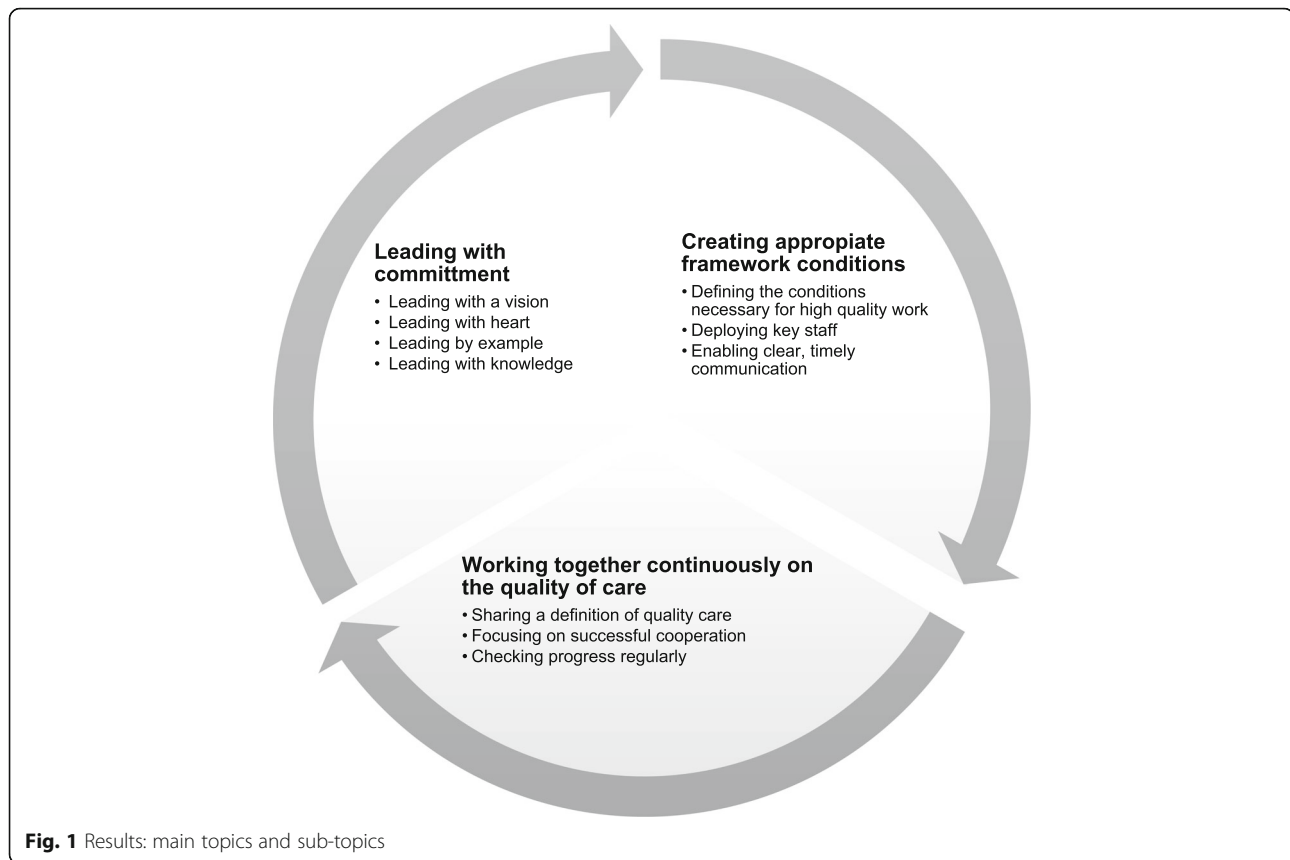 Leading with
committment
• Leading with a vision
• Leading with heart
• Leading by example
• Leading with knowledge
Creating appropiate
framework conditions
• Defining the conditions
necessary for high quality work
• Deploying key staff
• Enabling clear, timely
communication
Working together continuously on
the quality of care
• Sharing a definition of quality care
• Focusing on successful cooperation
• Checking progress regularly
Fig. 1 Results: main topics and sub-topics